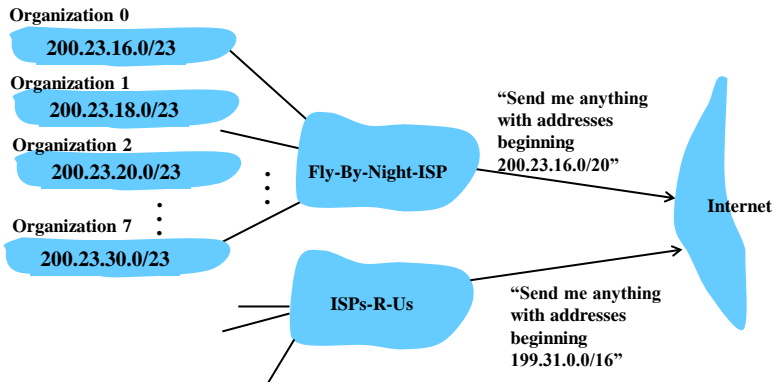 Organization 0
200.23.16.0/23
Organization 1
200.23.18.0/23
Organization 2
200.23.20.0/23
Organization 7
200.23.30.0/23
Fly-By-Night-ISP
“Send me anything
with addresses
beginning
200.23.16.0/20”
Internet
ISPs-R-Us
“Send me anything
with addresses
beginning
199.31.0.0/16”